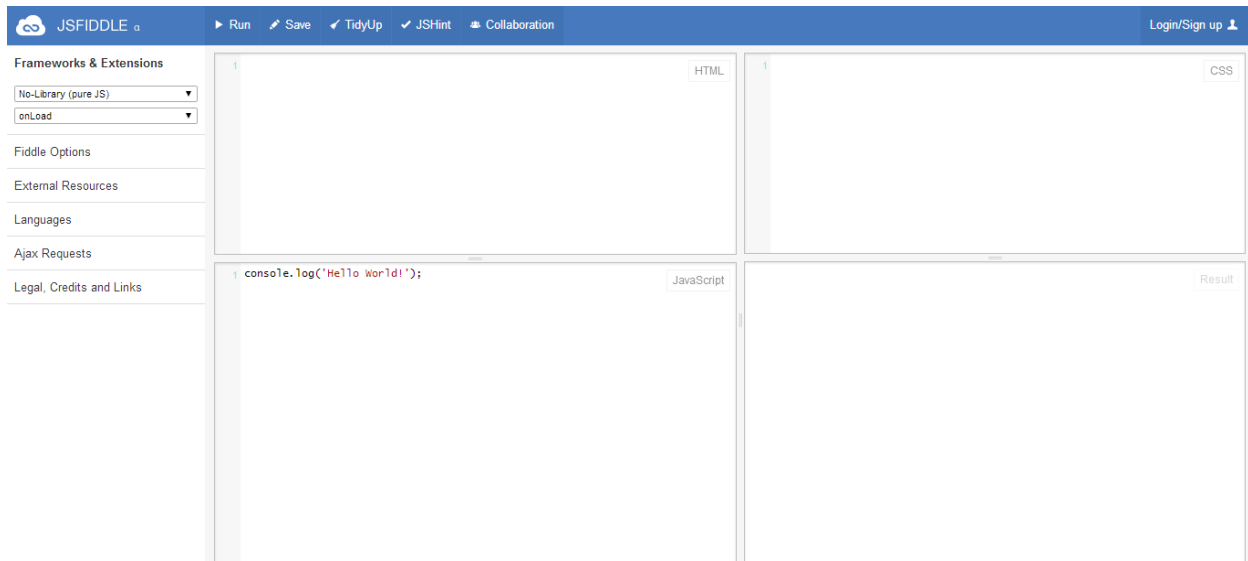 JSFIDDLE α
Run Save TidyUp JSHint Collaboration Login/Sign up
Frameworks & Extensions
No-Library (pure JS)
onLoad
Fiddle Options
External Resources
Languages
Ajax Requests
Legal, Credits and Links
1 HTML
1 CSS
1 console.log('Hello World!');
JavaScript
Result